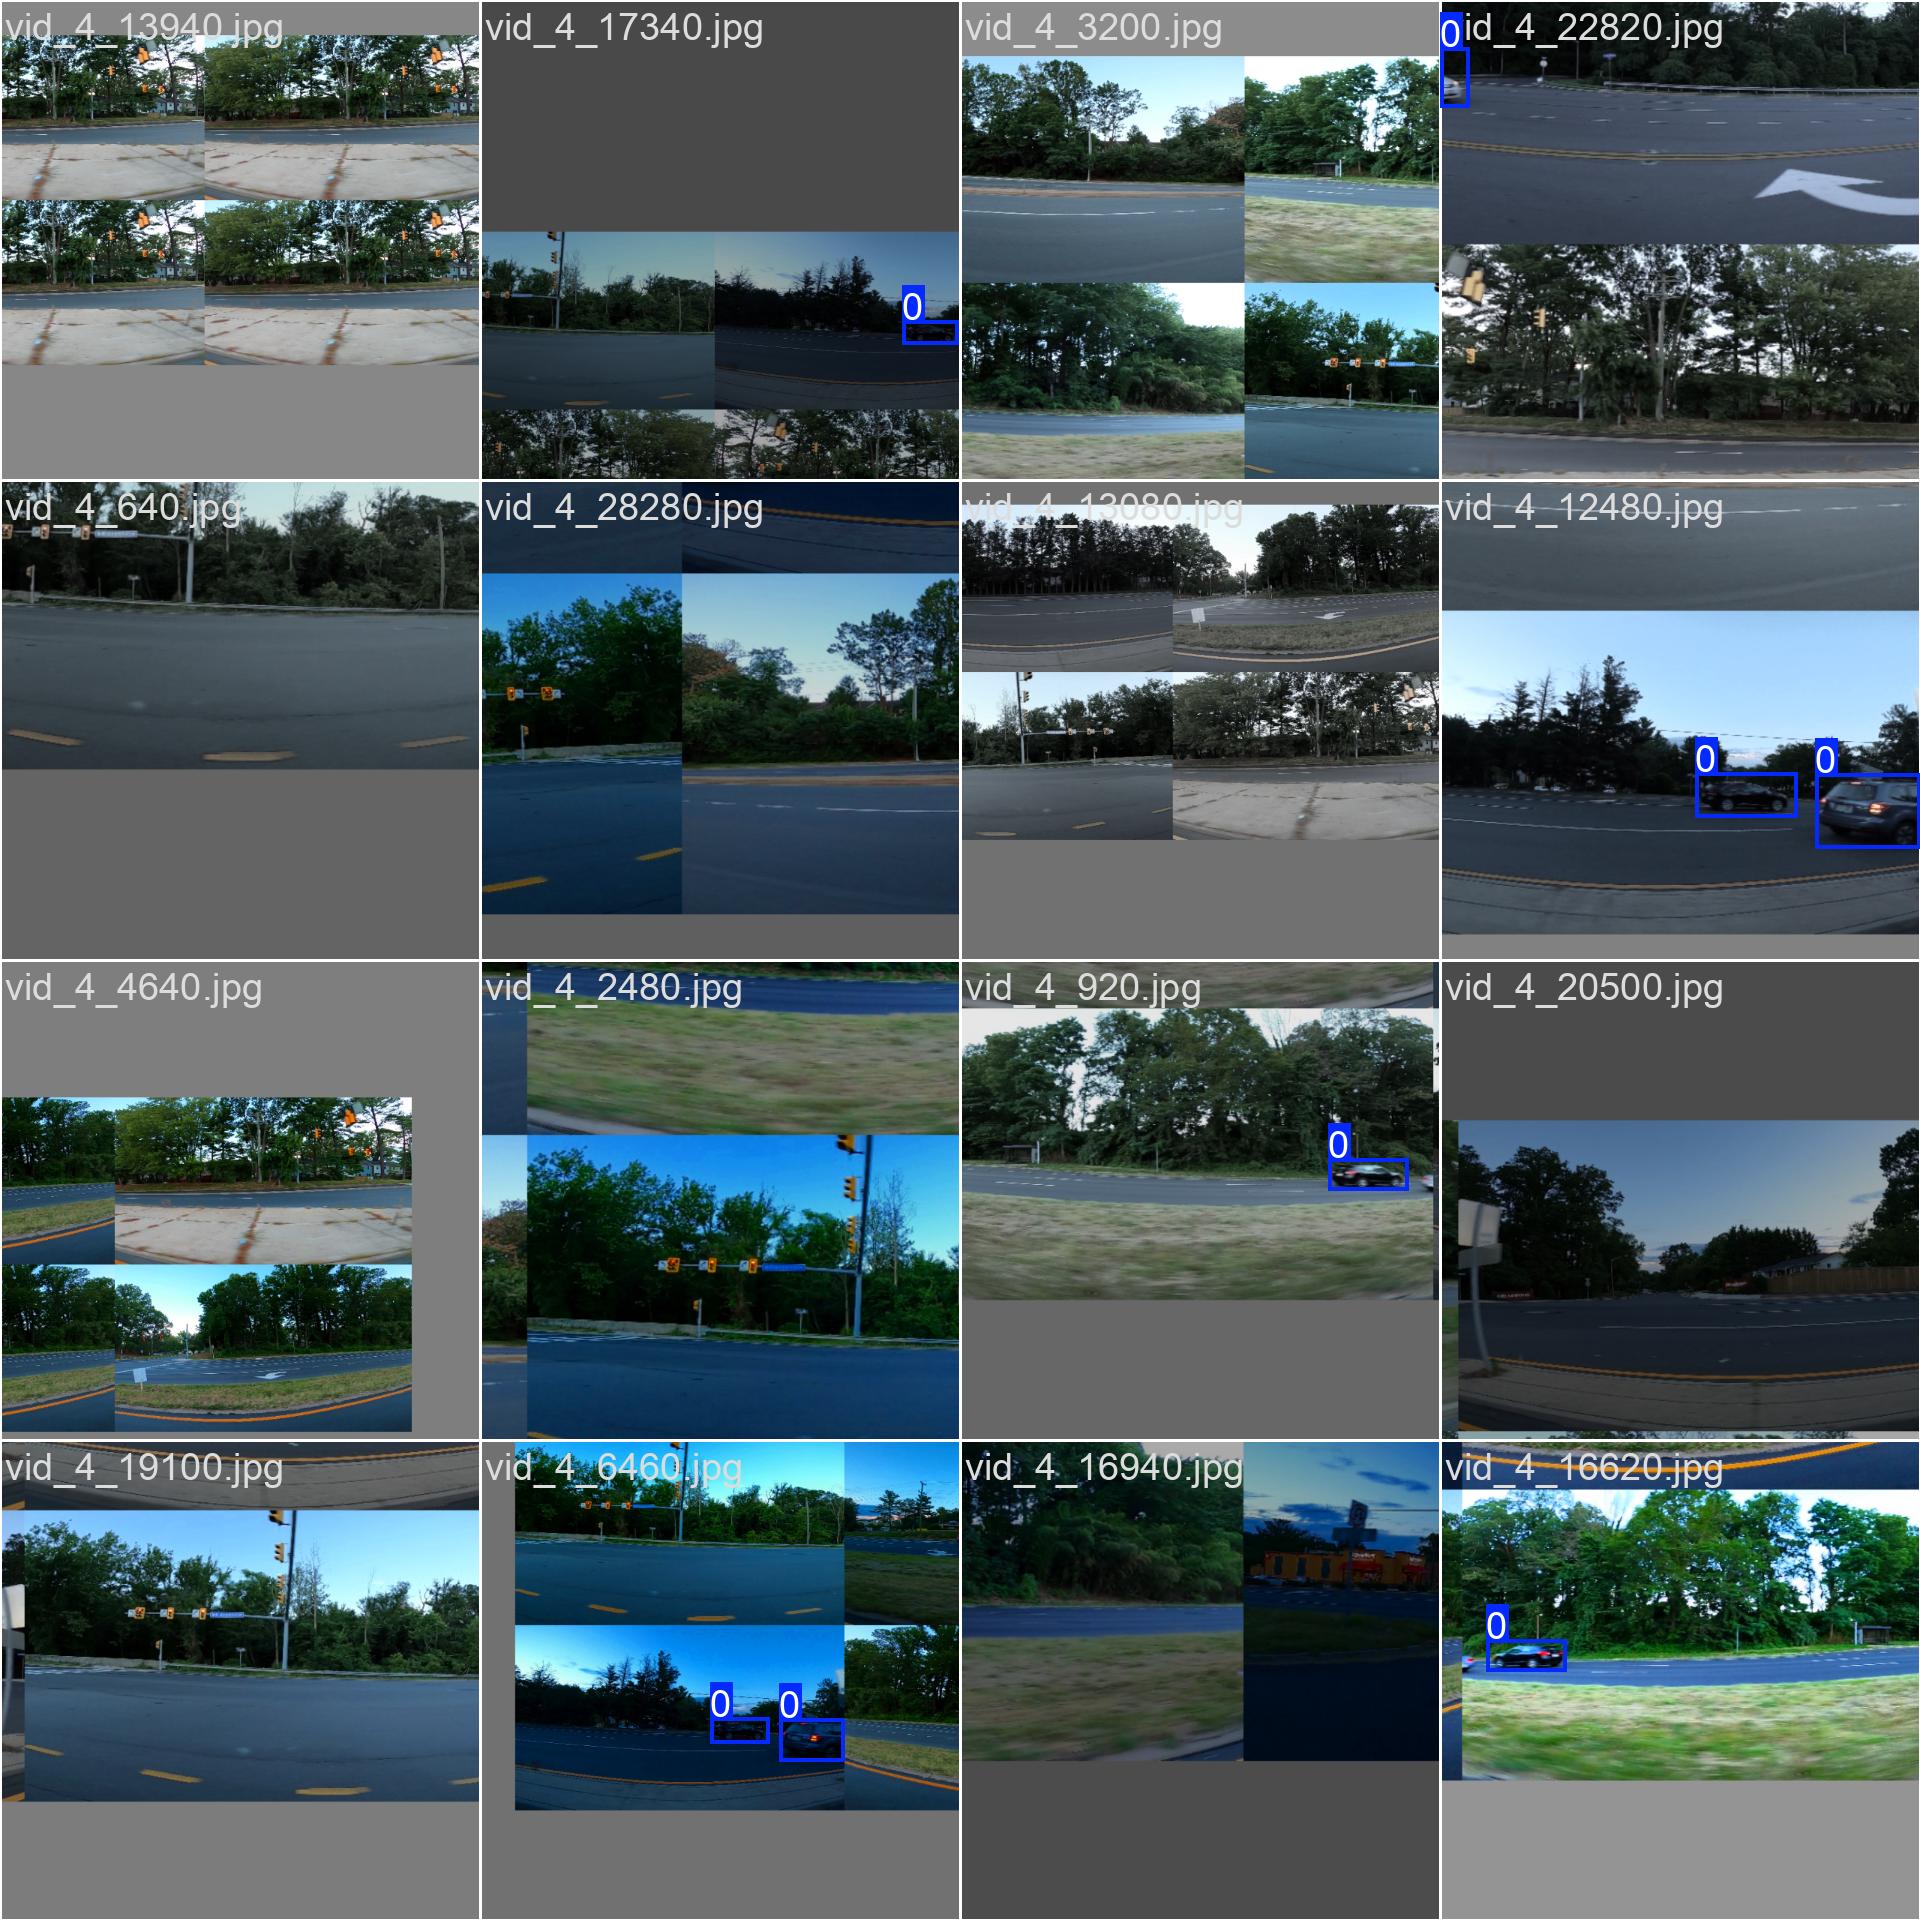 vid_4_13940.jpg
vid_4_17340.jpg
vid_4_3200.jpg
0
vid_4_22820.jpg
0
vid_4_640.jpg
vid_4_28280.jpg
vid_4_13080.jpg
vid_4_12480.jpg
0
0
vid_4_4640.jpg
vid_4_2480.jpg
vid_4_920.jpg
vid_4_20500.jpg
0
vid_4_19100.jpg
vid_4_6460.jpg
vid_4_16940.jpg
vid_4_16620.jpg
0
0
0